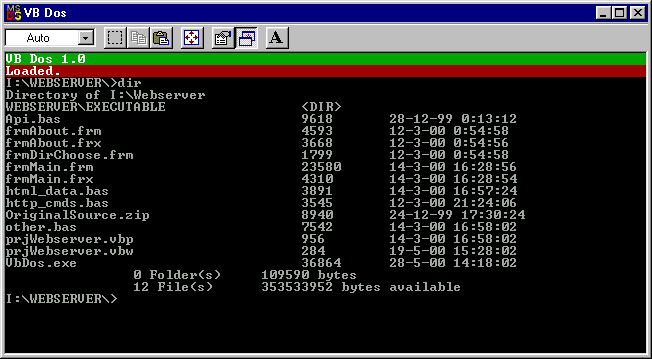 VB Dos
Auto
A
VB Dos 1.0
Loaded.
I:\WEBSERVER\>dir
Directory of I:\Webserver
WEBSERVER\EXECUTABLE <DIR>
Api.bas 9618 28-12-99 0:13:12
frmAbout.frm 4593 12-3-00 0:54:58
frmAbout.frx 3668 12-3-00 0:54:56
frmDirChoose.frm 1799 12-3-00 0:54:58
frmMain.frm 23580 14-3-00 16:28:56
frmMain.frx 4310 14-3-00 16:28:54
html_data.bas 3891 14-3-00 16:57:24
http_cmds.bas 3545 12-3-00 21:24:06
OriginalSource.zip 8940 24-12-99 17:30:24
other.bas 7542 14-3-00 16:58:02
prjWebserver.vbp 956 14-3-00 16:58:02
prjWebserver.vbw 284 19-5-00 15:28:02
VbDos.exe 36864 28-5-00 14:18:02
0 Folder(s) 109590 bytes
12 File(s) 353533952 bytes available
I:\WEBSERVER\>